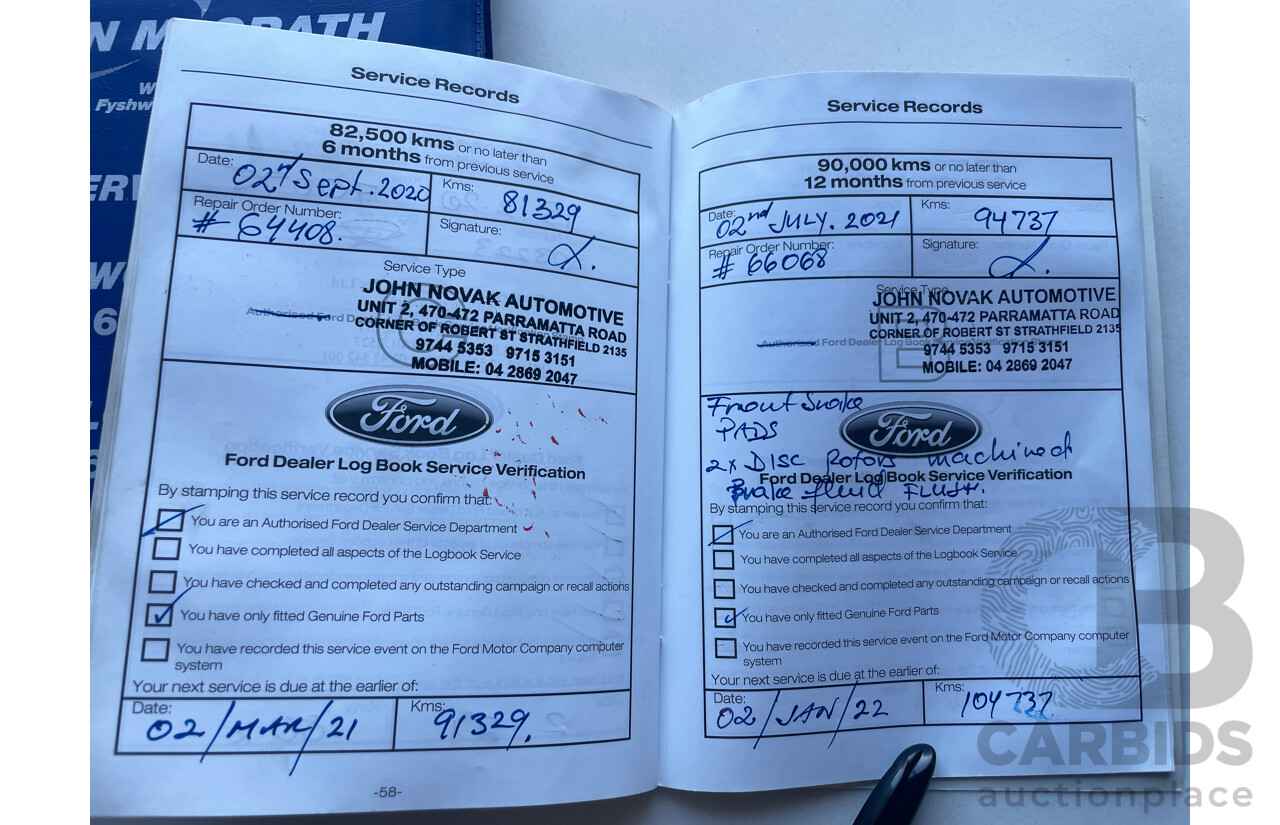 N McGRATH
Fyshw
Service Records
82,500 kms or no later than
6 months from previous service
Date: 02nd Sept. 2020
Kms: 81329
Repair Order Number: # 64408.
Signature:
Service Type
C
Authorised Ford Dealer
JOHN NOVAK AUTOMOTIVE
UNIT 2, 470-472 PARRAMATTA ROAD
CORNER OF ROBERT ST STRATHFIELD 2135
9744 5353 9715 3151
MOBILE: 04 2869 2047
Ford
Ford Dealer Log Book Service Verification
By stamping this service record you confirm that:
You are an Authorised Ford Dealer Service Department
You have completed all aspects of the Logbook Service
You have checked and completed any outstanding campaign or recall actions
You have only fitted Genuine Ford Parts
You have recorded this service event on the Ford Motor Company computer
system
Your next service is due at the earlier of:
Date: 02/MAR/21
Kms: 91329.
-58-
Service Records
90,000 kms or no later than
12 months from previous service
Date: 02nd JULY. 2021
Kms: 94737
Repair Order Number: # 66068
Signature:
Service Type
B
Authorised Ford Dealer Log Book Service
JOHN NOVAK AUTOMOTIVE
UNIT 2, 470-472 PARRAMATTA ROAD
CORNER OF ROBERT ST STRATHFIELD 2135
9744 5353 9715 3151
MOBILE: 04 2869 2047
Front Brake
PADS
Ford
2x DISC Rotors machined
Ford Dealer Log Book Service Verification
Brake fluid FLUSH.
By stamping this service record you confirm that:
You are an Authorised Ford Dealer Service Department
You have completed all aspects of the Logbook Service
You have checked and completed any outstanding campaign or recall actions
You have only fitted Genuine Ford Parts
You have recorded this service event on the Ford Motor Company computer
system
Your next service is due at the earlier of:
Date: 02/JAN/22
Kms: 104737
CARBIDS
auctionplace